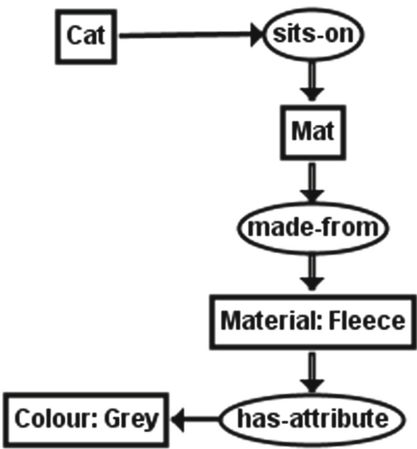 Cat
sits-on
Mat
made-from
Material: Fleece
has-attribute
Colour: Grey